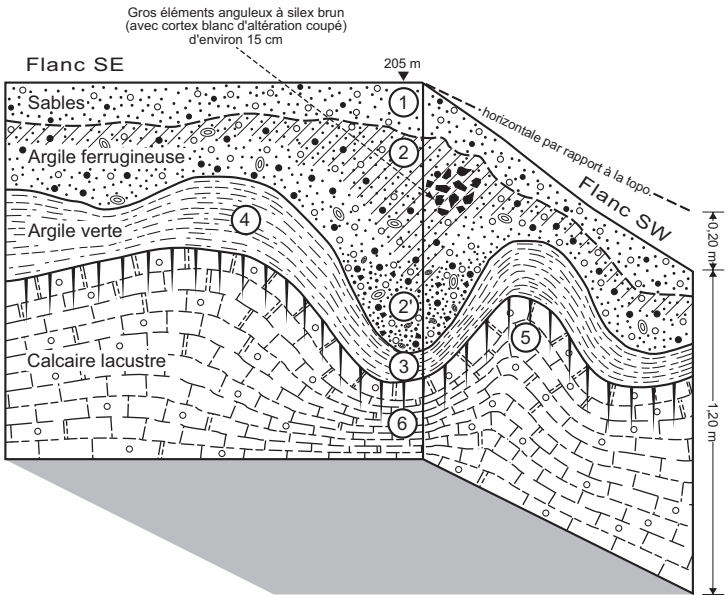 Gros éléments anguleux à silex brun
(avec cortex blanc d'altération coupé)
d'environ 15 cm
Flanc SE
205 m
Sables
1
horizontale par rapport à la topo.
Argile ferrugineuse
2
Flanc SW
Argile verte
4
0,20 m
2
5
Calcaire lacustre
3
6
1,20 m